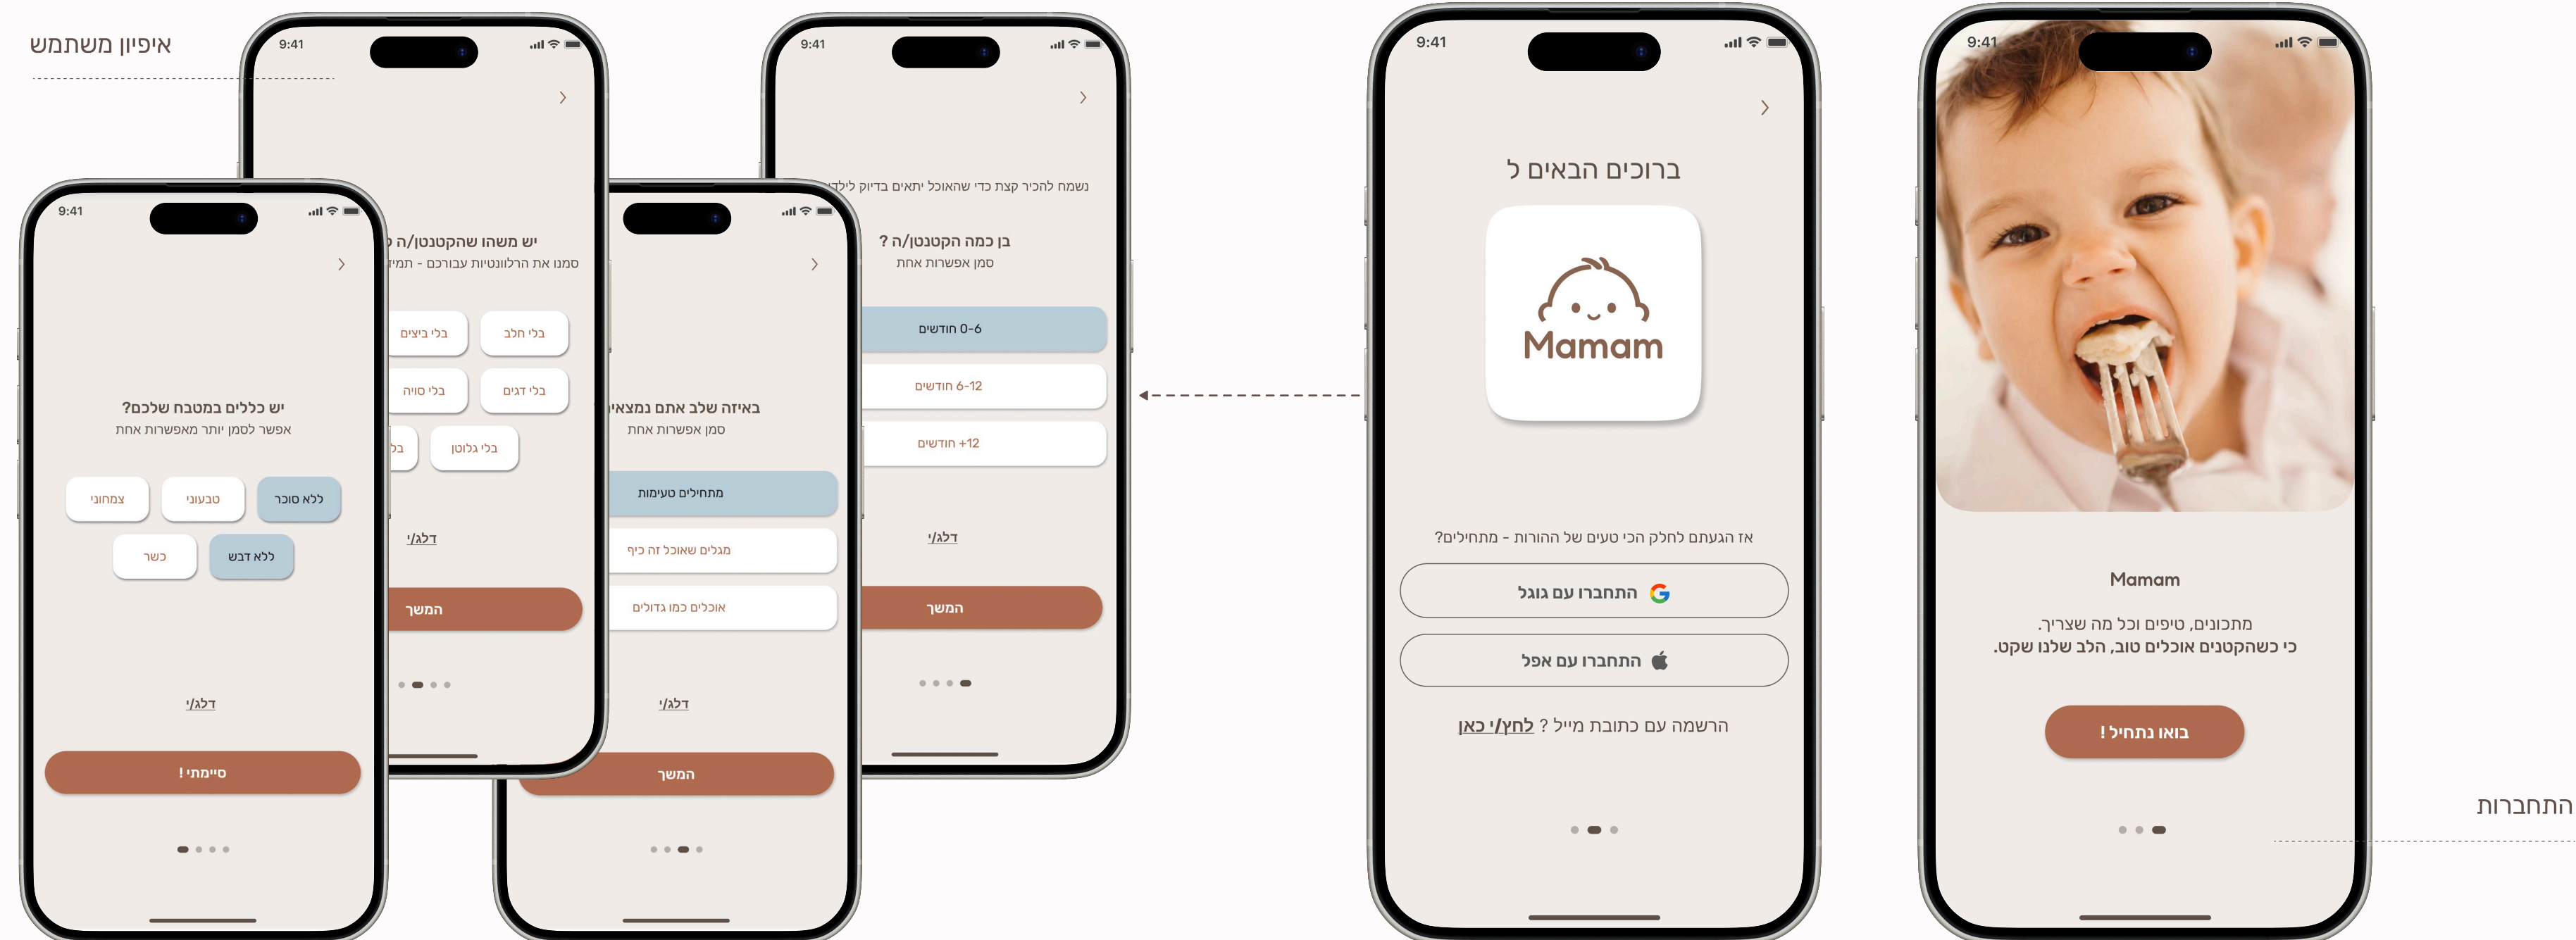 התחברות
9:41
Mamam
מתכונים, טיפים וכל מה שצריך.
כי כשהקטנים אוכלים טוב, הלב שלנו שקט.
בואו נתחיל !
9:41
ברוכים הבאים ל
Mamam
אז הגעתם לחלק הכי טעים של ההורות - מתחילים?
התחברו עם גוגל
התחברו עם אפל
הרשמה עם כתובת מייל ? לחץ/י כאן
איפיון משתמש
9:41
נשמח להכיר קצת כדי שהאוכל יתאים בדיוק
בן כמה הקטנטן/ה ?
סמן אפשרות אחת
0-6 חודשים
6-12 חודשים
12+ חודשים
דלג/י
המשך
9:41
באיזה שלב אתם
סמן אפשרות אחת
מתחילים טעימות
מגלים שאוכל זה כיף
אוכלים כמו גדולים
דלג/י
המשך
9:41
יש משהו שהקטנטן/ה
סמנו את הרלוונטיות עבורכם -
בלי חלב
בלי ביצים
בלי דגים
בלי סויה
בלי גלוטן
דלג/י
המשך
9:41
יש כללים במטבח שלכם?
אפשר לסמן יותר מאפשרות אחת
ללא סוכר
טבעוני
צמחוני
ללא דבש
כשר
דלג/י
סיימתי !